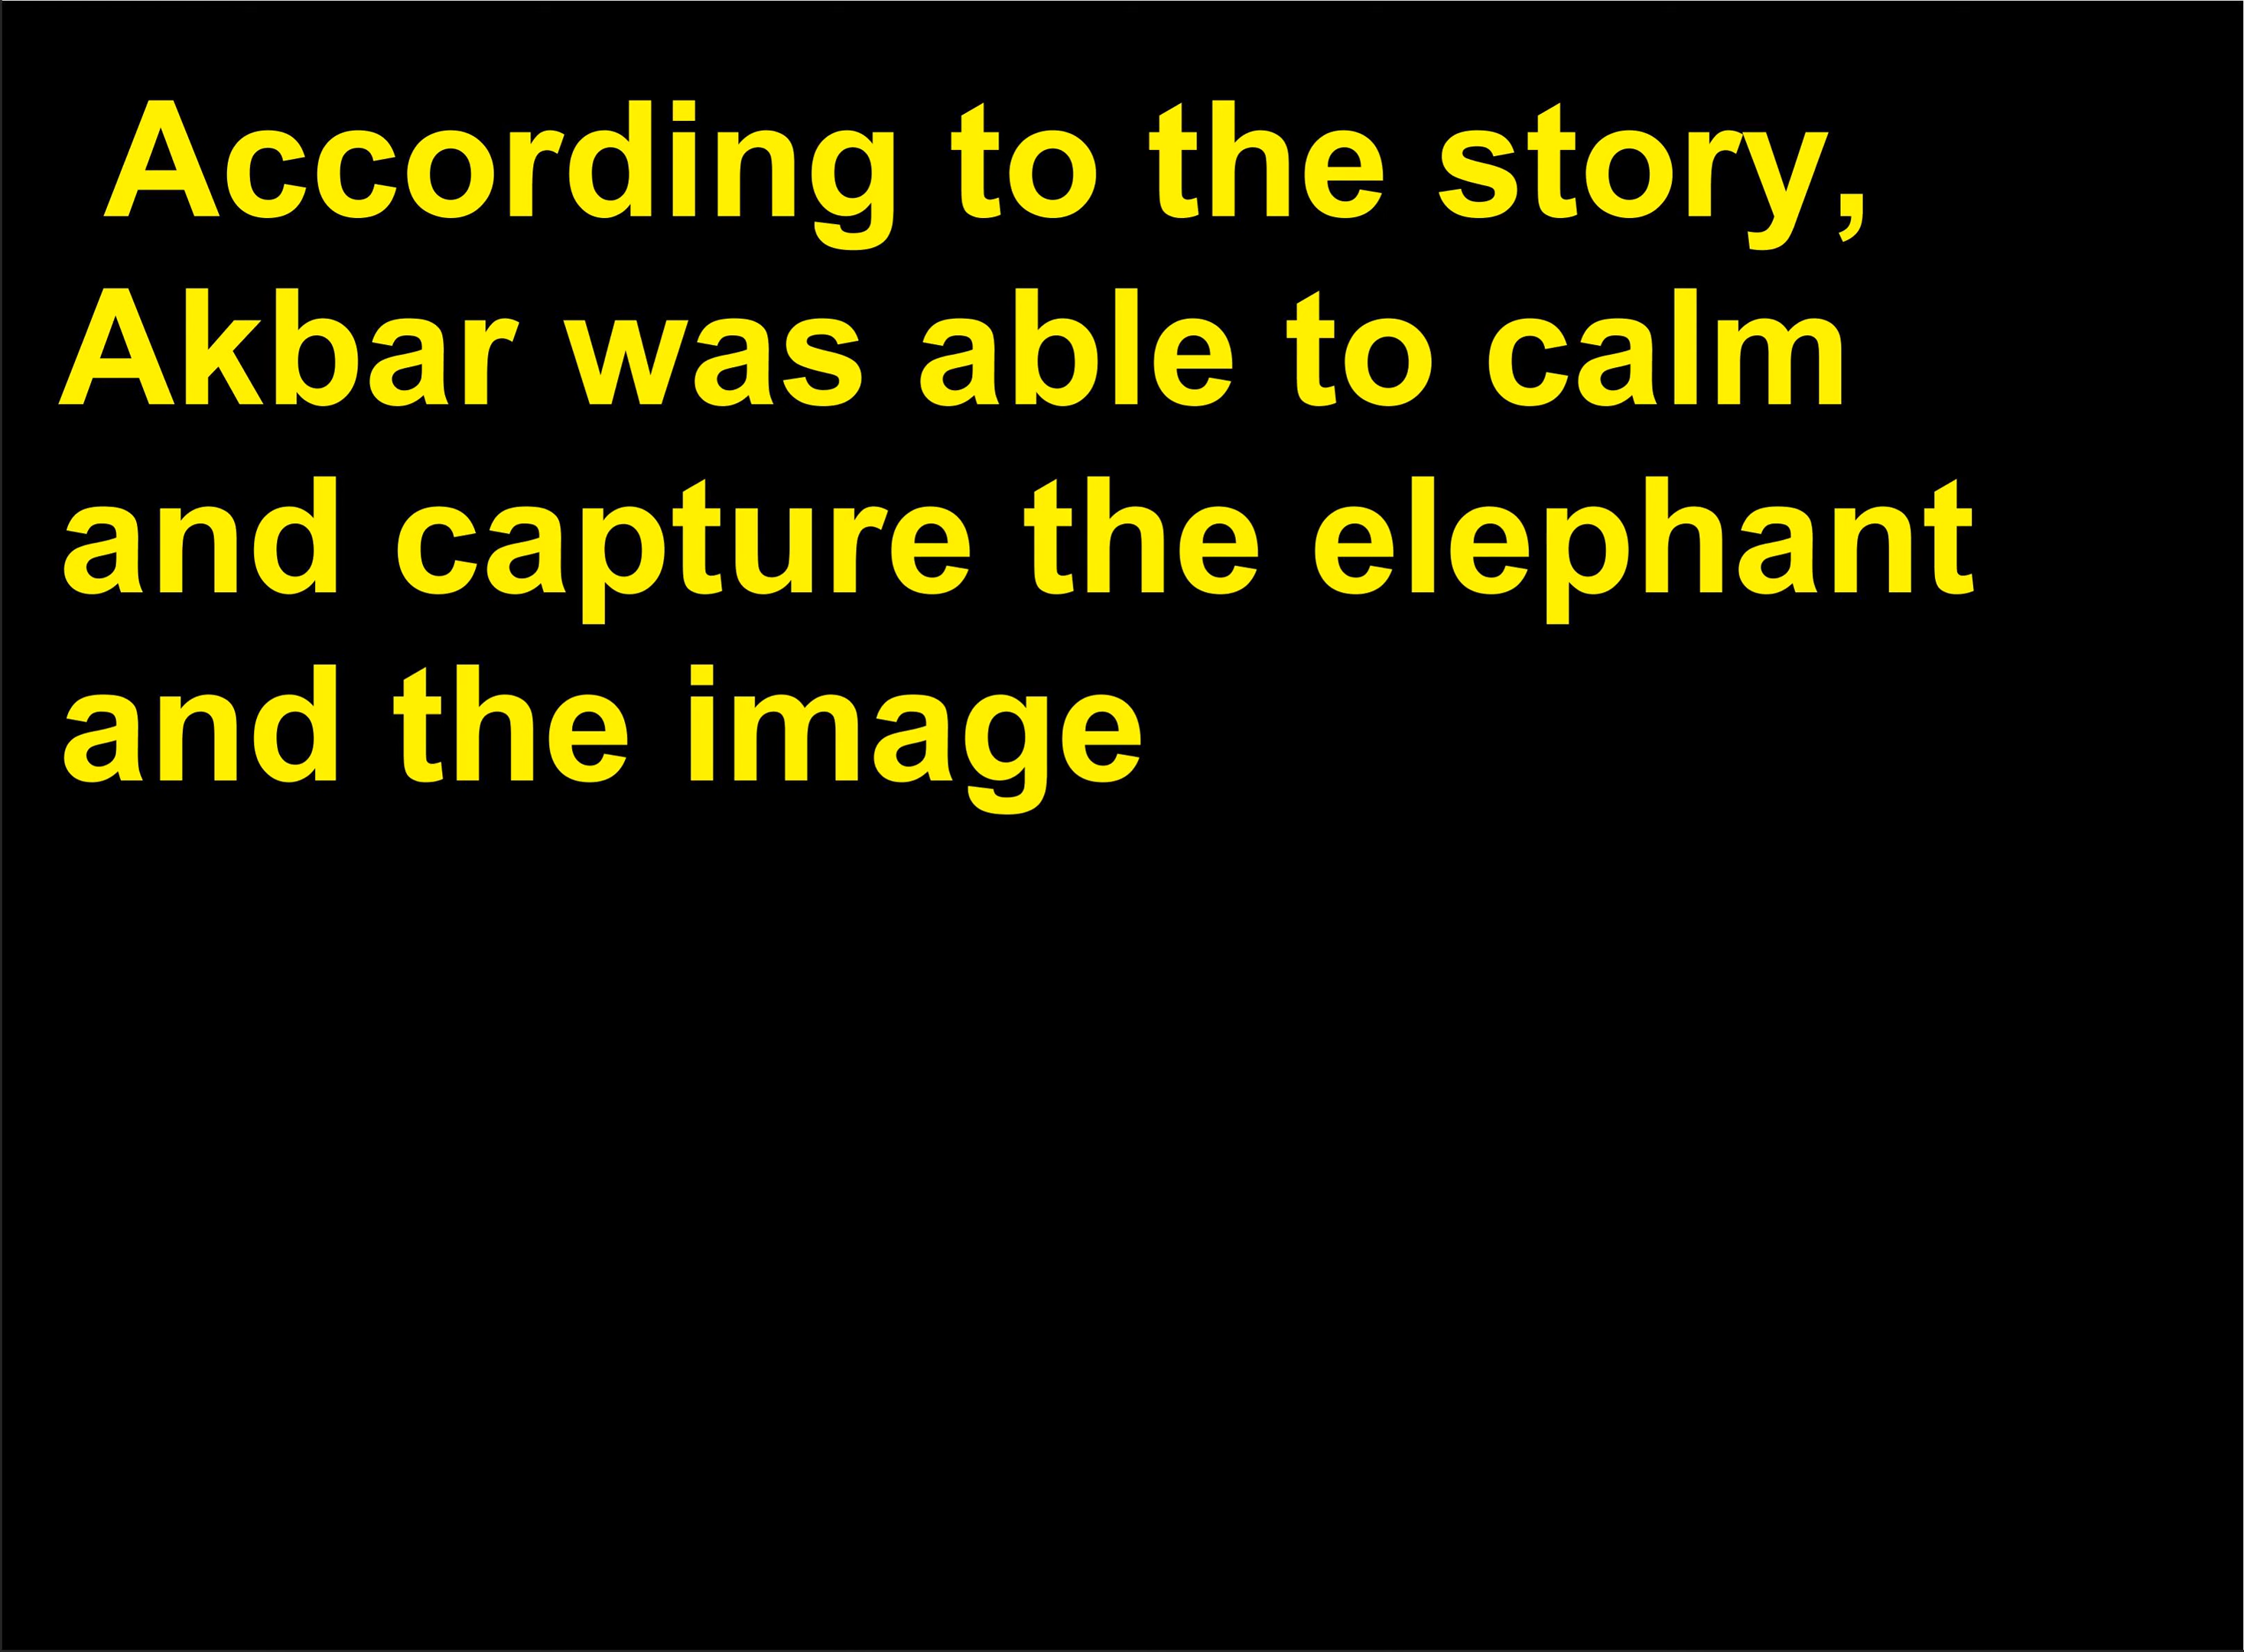 According to the story,
Akbar was able to calm
and capture the elephant
and the image